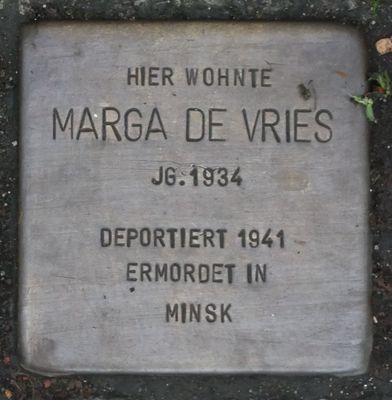 HIER WOHNTE
MARGA DE VRIES
JG. 1934
DEPORTIERT 1941
ERMORDET IN
MINSK